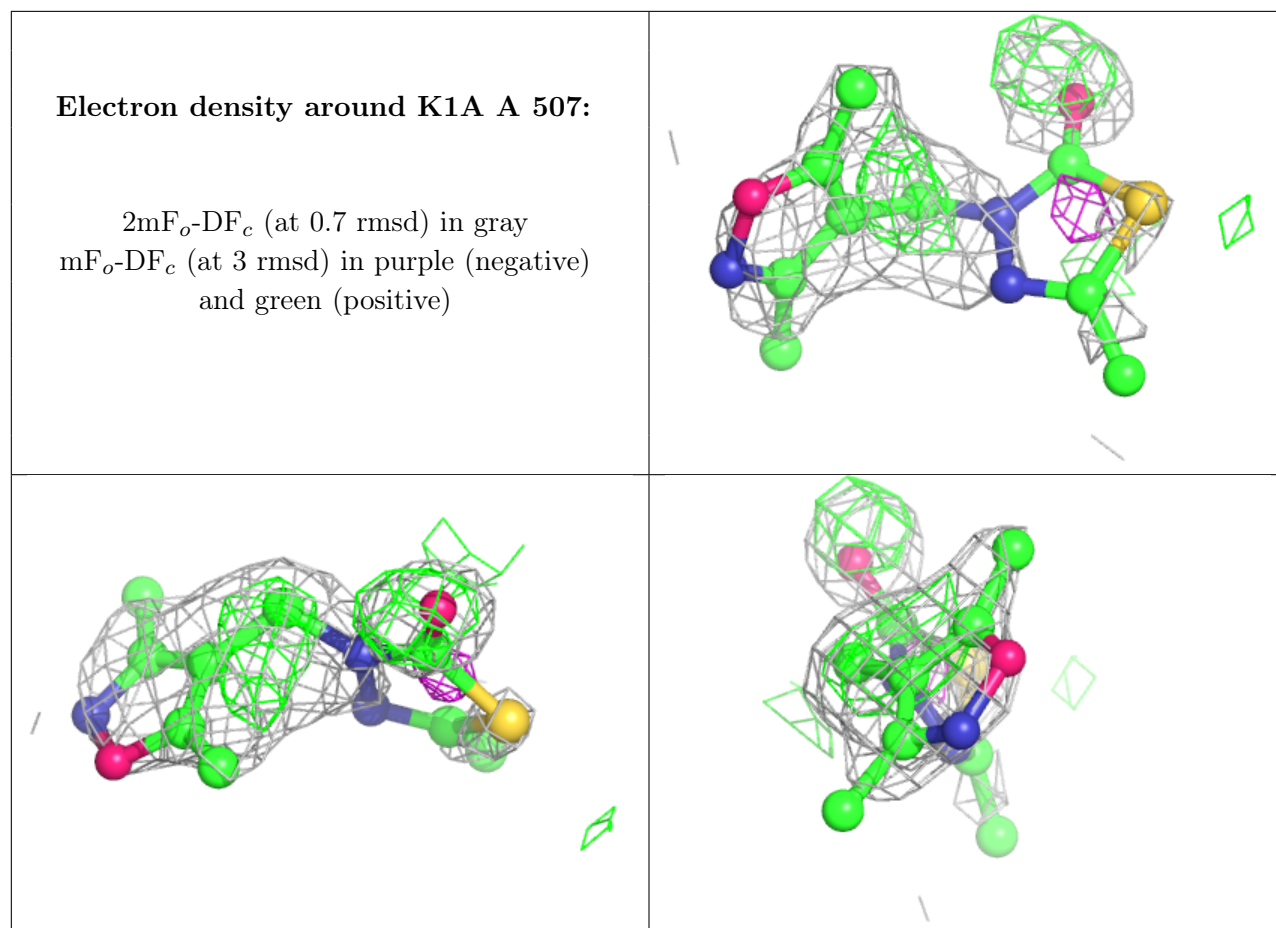 Electron density around K1A A 507:
2mFo-DFc (at 0.7 rmsd) in gray
mFo-DFc (at 3 rmsd) in purple (negative)
and green (positive)